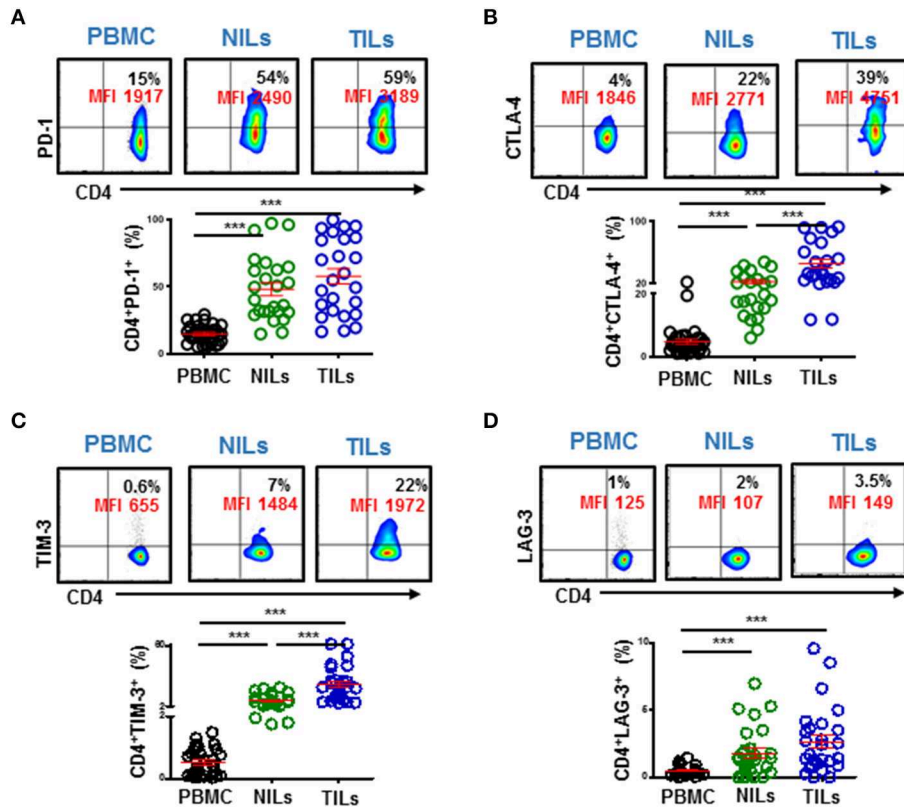 A
PBMC NILs TILs
15% 54% 59%
MFI 1917 MFI 2490 MFI 3189
PD-1
CD4
*** ***
CD4+PD-1+ (%)
100
50
0
PBMC NILs TILs
B
PBMC NILs TILs
4% 22% 39%
MFI 1846 MFI 2771 MFI 4751
CTLA-4
CD4
*** *** ***
CD4+CTLA-4+ (%)
100
20
20
0
PBMC NILs TILs
C
PBMC NILs TILs
0.6% 7% 22%
MFI 655 MFI 1484 MFI 1972
TIM-3
CD4
*** *** ***
CD4+TIM-3+ (%)
2
2
0
PBMC NILs TILs
D
PBMC NILs TILs
1% 2% 3.5%
MFI 125 MFI 107 MFI 149
LAG-3
CD4
*** ***
CD4+LAG-3+ (%)
10
5
0
PBMC NILs TILs